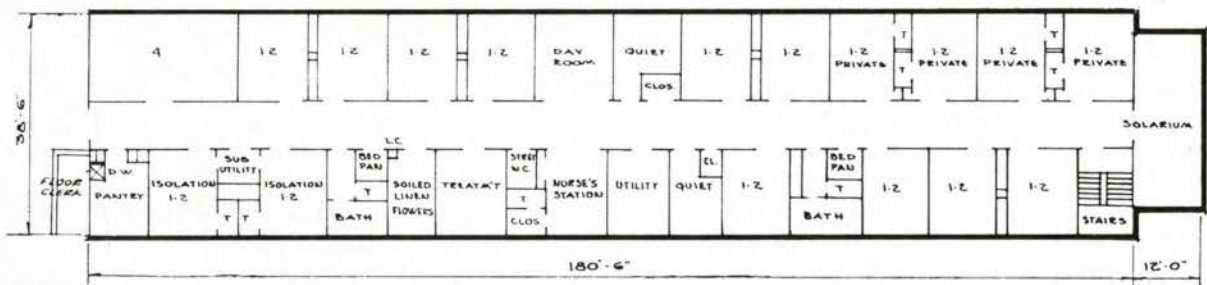 4
1-2
1-2
1-2
1-2
DAY
ROOM
QUIET
CLOS.
1-2
1-2
1-2
PRIVATE
T
T
1-2
PRIVATE
1-2
PRIVATE
T
T
1-2
PRIVATE
SOLARIUM
38'-6"
FLOOR
CLERK
D.W.
PANTRY
ISOLATION
1-2
SUB
UTILITY
T T
ISOLATION
1-2
BED
PAN
T
BATH
L.C.
SOILED
LINEN
FLOWERS
TREATM'T
W.C.
T
CLOS.
NURSE'S
STATION
UTILITY
QUIET
CL.
1-2
BED
PAN
T
BATH
1-2
1-2
1-2
STAIRS
180'-6"
12'-0"